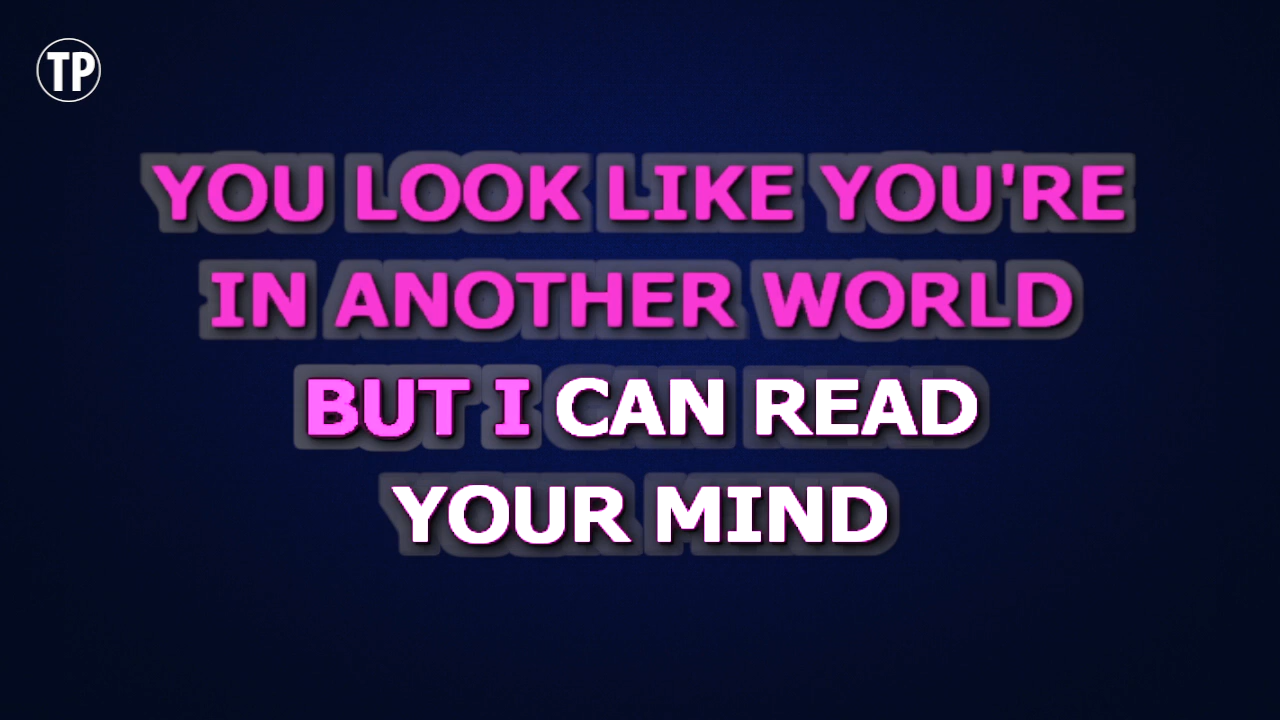 TP
YOU LOOK LIKE YOU'RE
IN ANOTHER WORLD
BUT I CAN READ
YOUR MIND